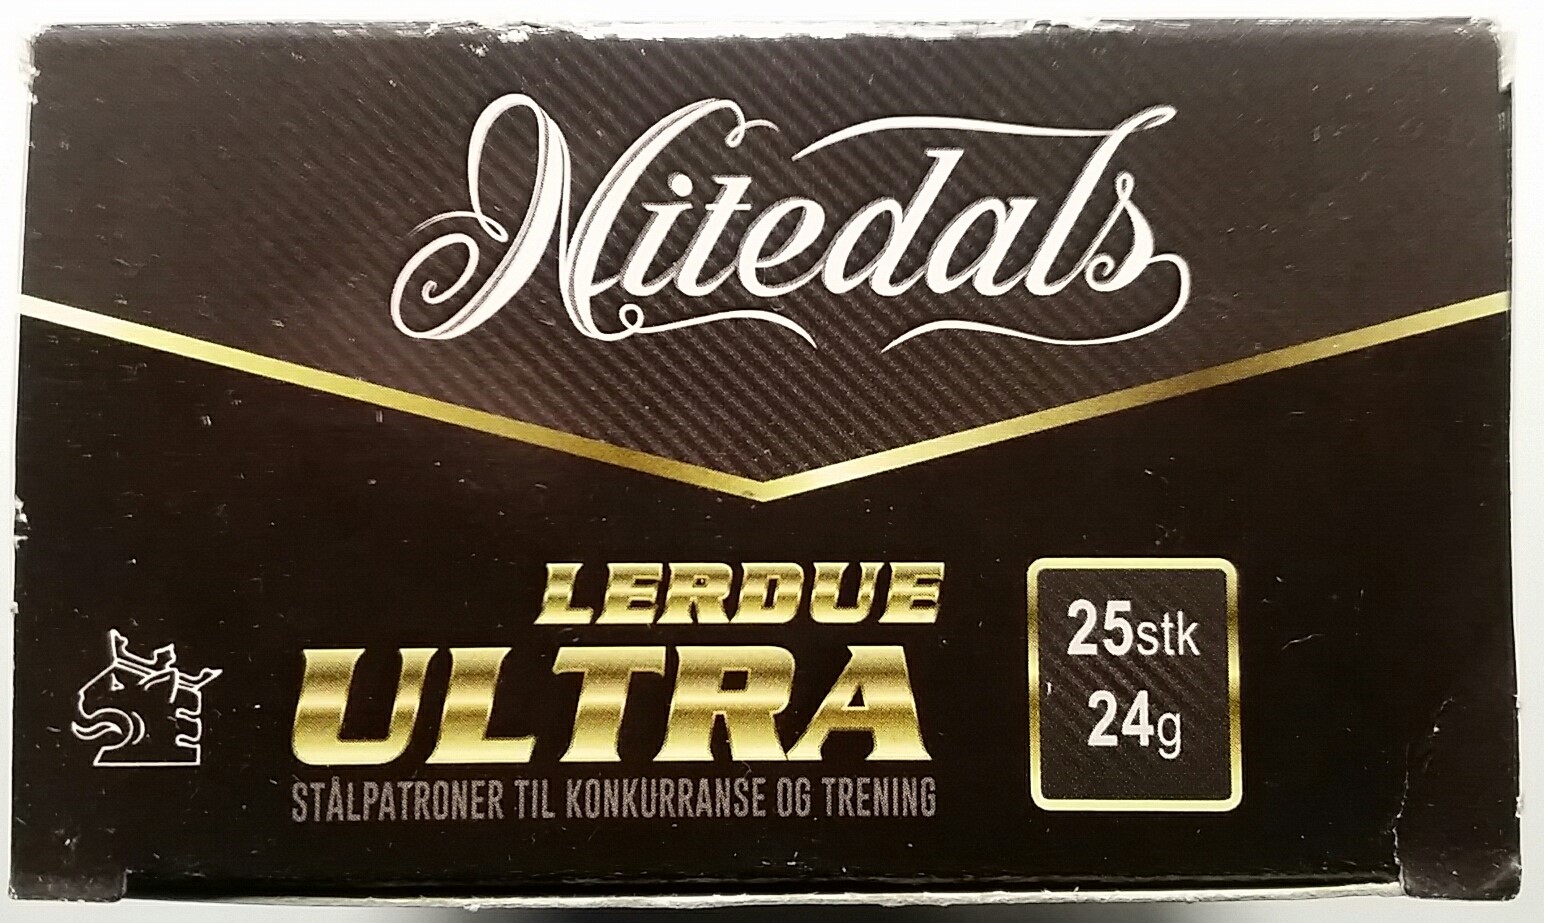 Nitedals
LERDUE
ULTRA
STÅLPATRONER TIL KONKURRANSE OG TRENING
25stk
24g